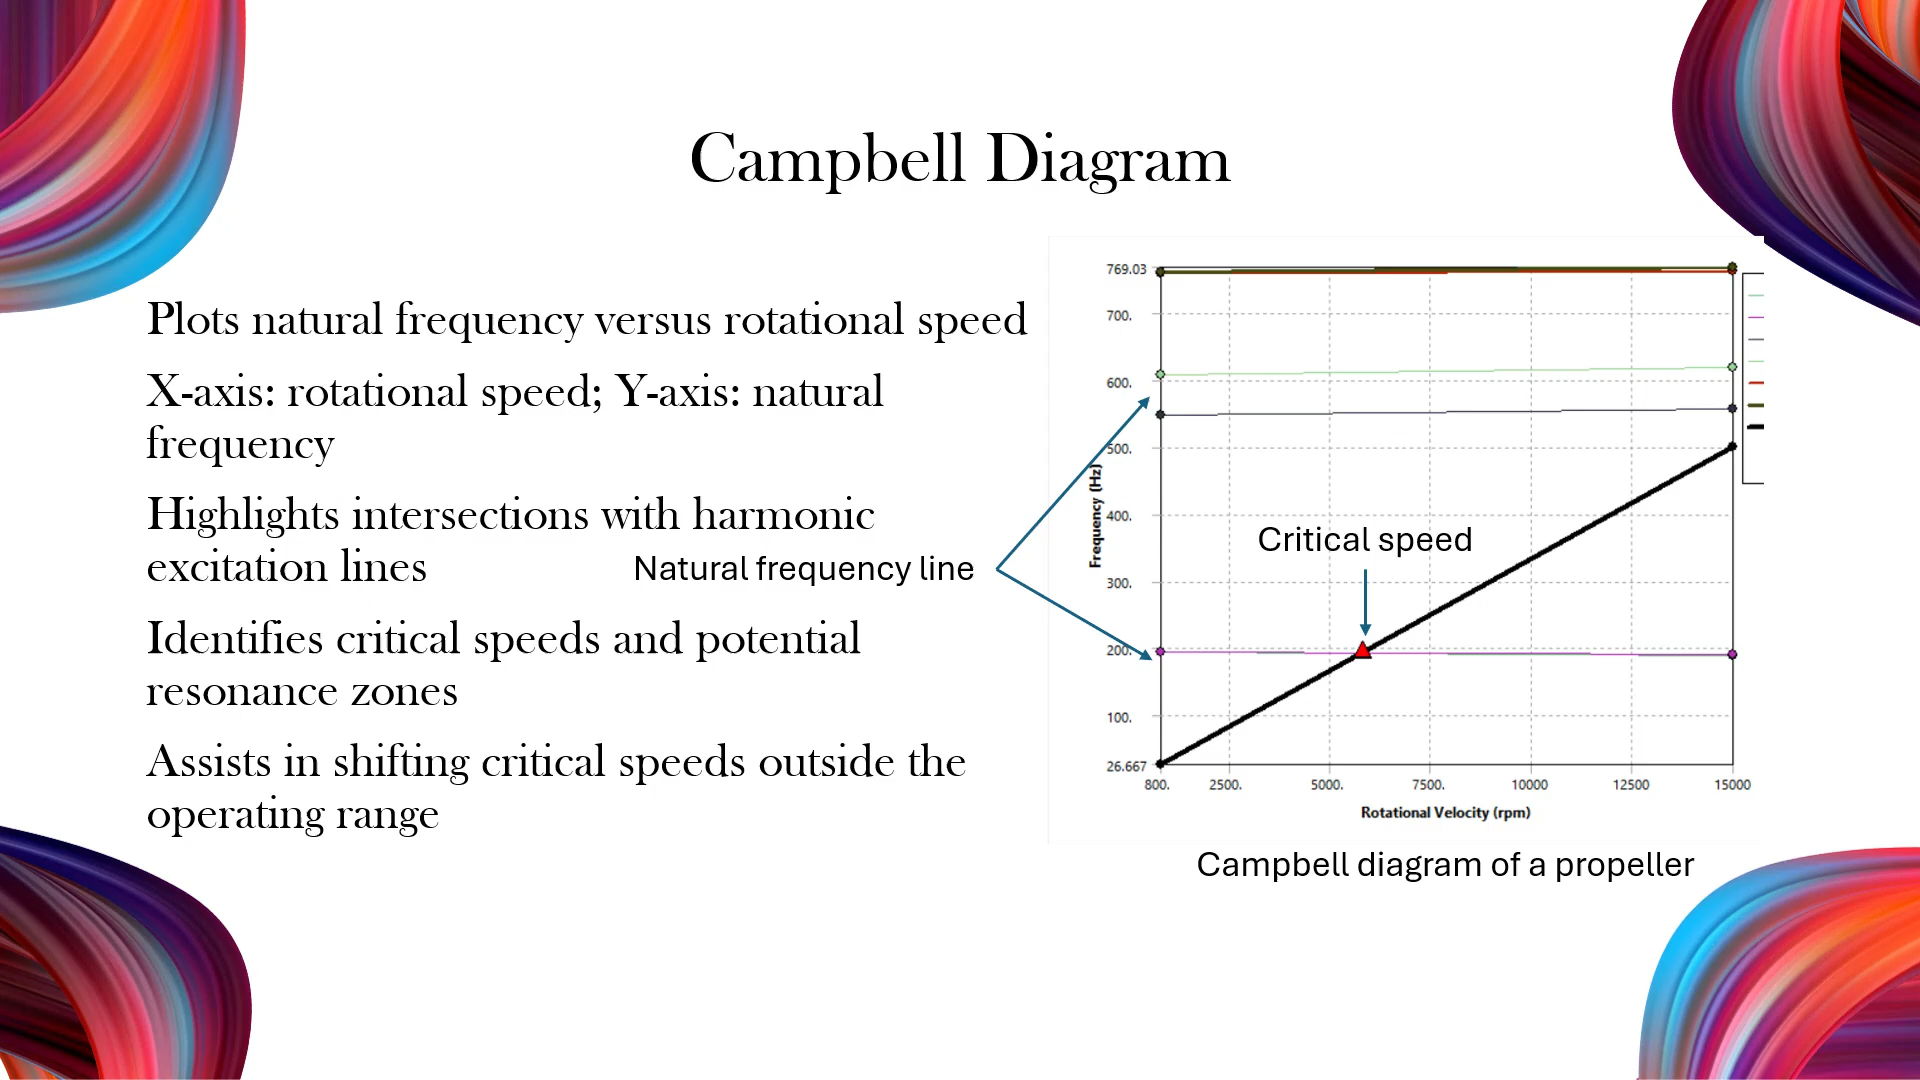 Campbell Diagram
Plots natural frequency versus rotational speed
X-axis: rotational speed; Y-axis: natural
frequency
Highlights intersections with harmonic
excitation lines
Identifies critical speeds and potential
resonance zones
Assists in shifting critical speeds outside the
operating range
Natural frequency line
769.03
700.
600.
500.
400.
300.
200.
100.
26.667
Frequency (Hz)
Critical speed
800.
2500.
5000.
7500.
10000
12500
15000
Rotational Velocity (rpm)
Campbell diagram of a propeller